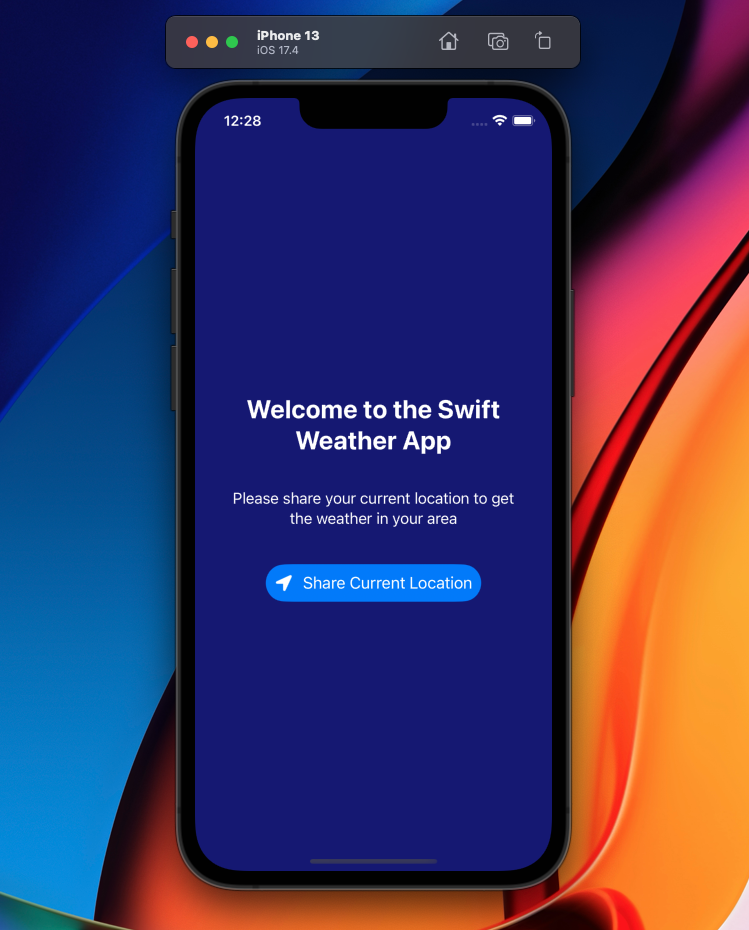 iPhone 13
iOS 17.4
12:28
Welcome to the Swift
Weather App
Please share your current location to get
the weather in your area
Share Current Location